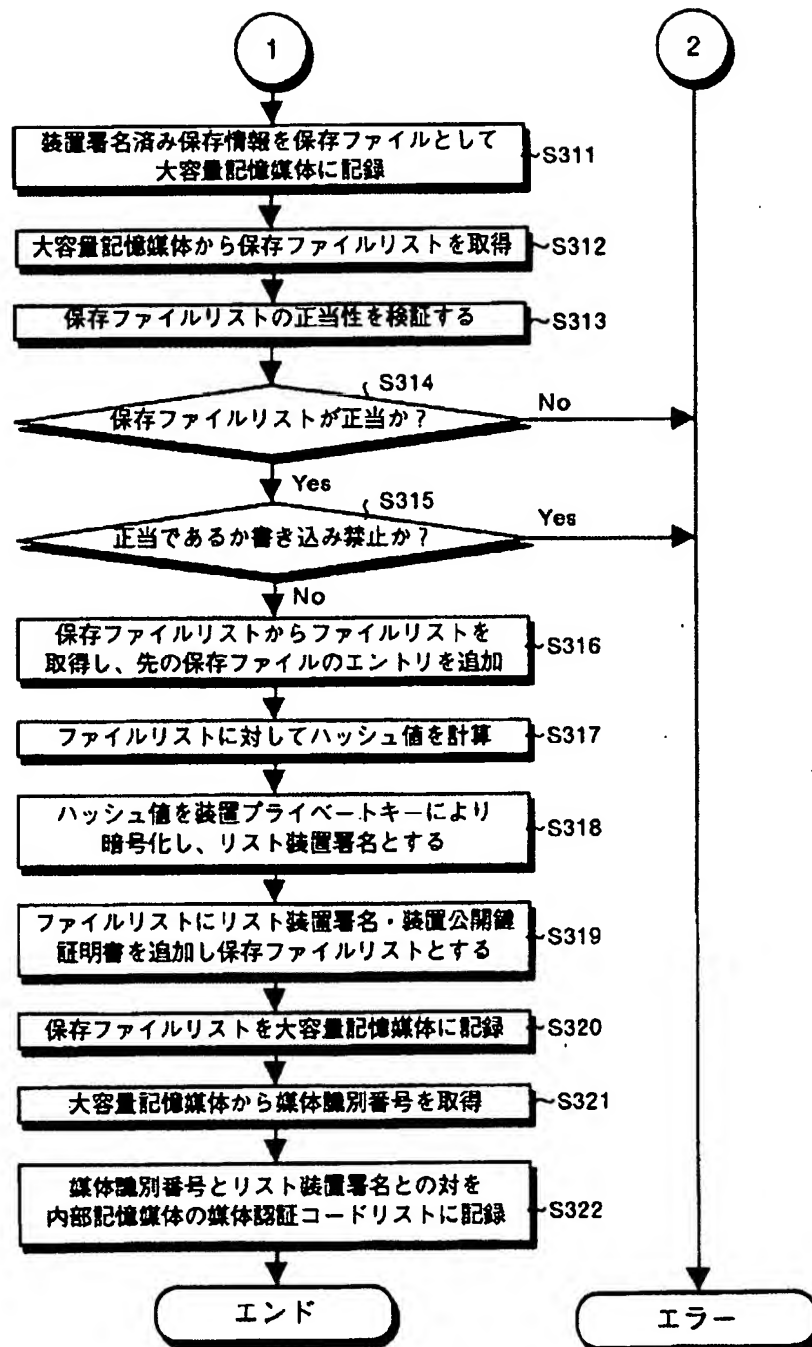 1
2
装置署名済み保存情報を保存ファイルとして
大容量記憶媒体に記録
S311
大容量記憶媒体から保存ファイルリストを取得
S312
保存ファイルリストの正当性を検証する
S313
S314
保存ファイルリストが正当か?
No
Yes
S315
正当であるか書き込み禁止か?
Yes
No
保存ファイルリストからファイルリストを
取得し、先の保存ファイルのエントリを追加
S316
ファイルリストに対してハッシュ値を計算
S317
ハッシュ値を装置プライベートキーにより
暗号化し、リスト装置署名とする
S318
ファイルリストにリスト装置署名・装置公開鍵
証明書を追加し保存ファイルリストとする
S319
保存ファイルリストを大容量記憶媒体に記録
S320
大容量記憶媒体から媒体識別番号を取得
S321
媒体識別番号とリスト装置署名との対を
内部記憶媒体の媒体認証コードリストに記録
S322
エンド
エラー